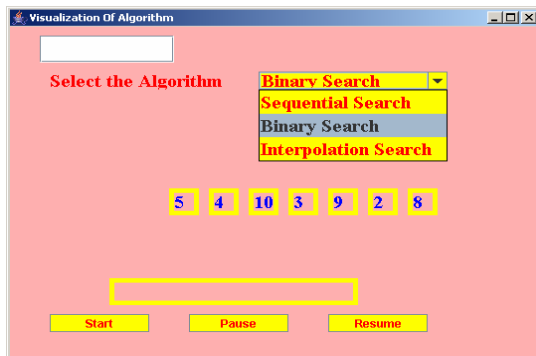 Visualization Of Algorithm
Select the Algorithm Binary Search
Sequential Search
Binary Search
Interpolation Search
5 4 10 3 9 2 8
Start Pause Resume